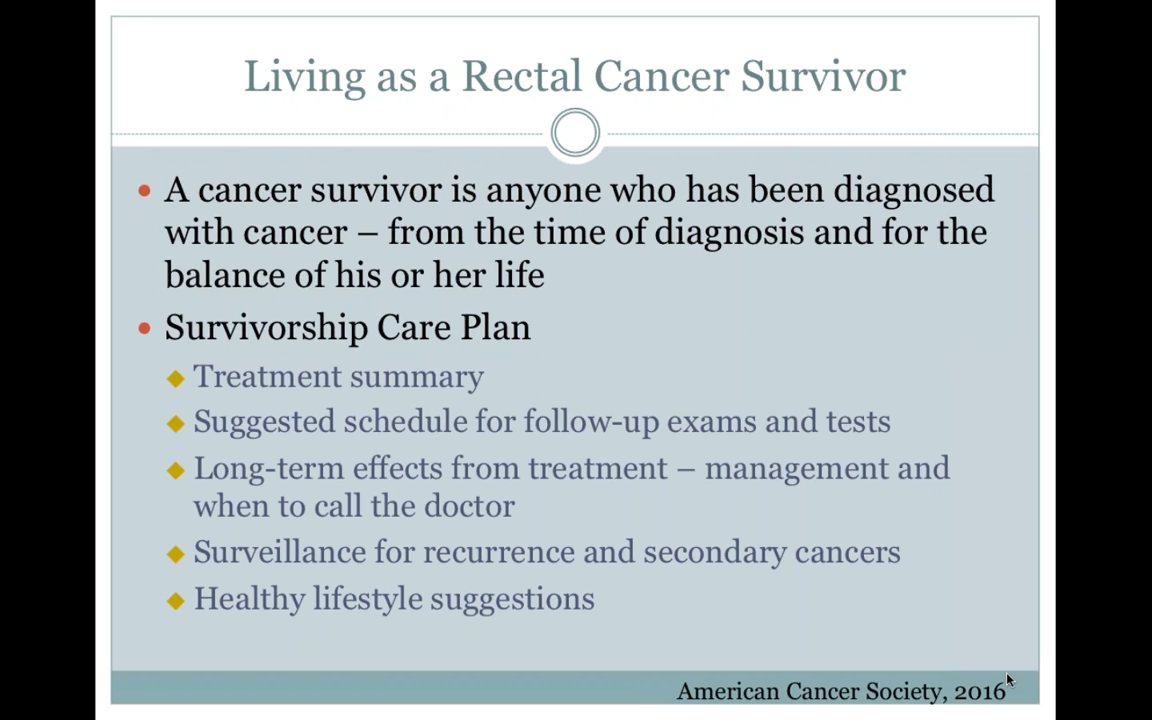 Living as a Rectal Cancer Survivor
A cancer survivor is anyone who has been diagnosed
with cancer – from the time of diagnosis and for the
balance of his or her life
Survivorship Care Plan
Treatment summary
Suggested schedule for follow-up exams and tests
Long-term effects from treatment – management and
when to call the doctor
Surveillance for recurrence and secondary cancers
Healthy lifestyle suggestions
American Cancer Society, 2016